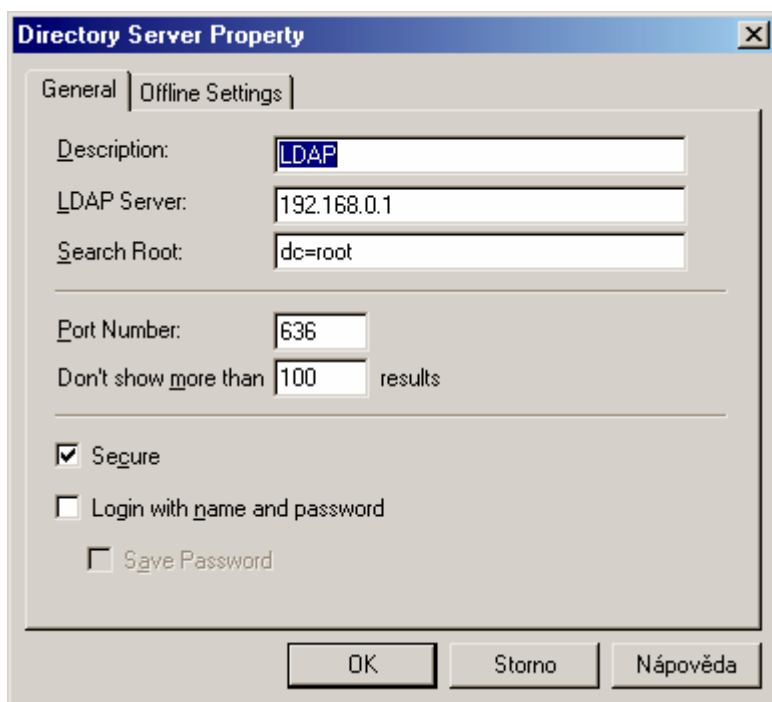 Directory Server Property
General Offline Settings
Description: LDAP
LDAP Server: 192.168.0.1
Search Root: dc=root
Port Number: 636
Don't show more than 100 results
Secure
Login with name and password
Save Password
OK Storno Nápověda